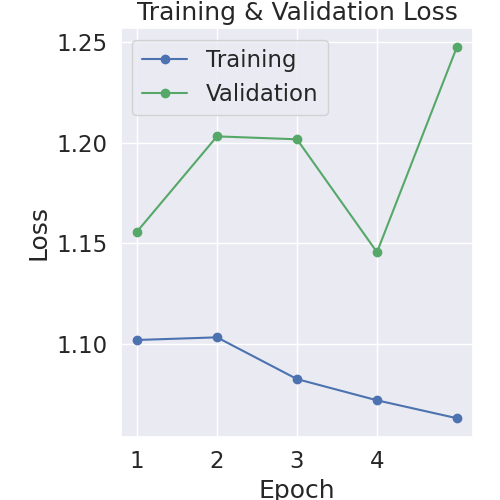 Training & Validation Loss
Training
Validation
1.25
1.20
1.15
1.10
Loss
1 2 3 4
Epoch